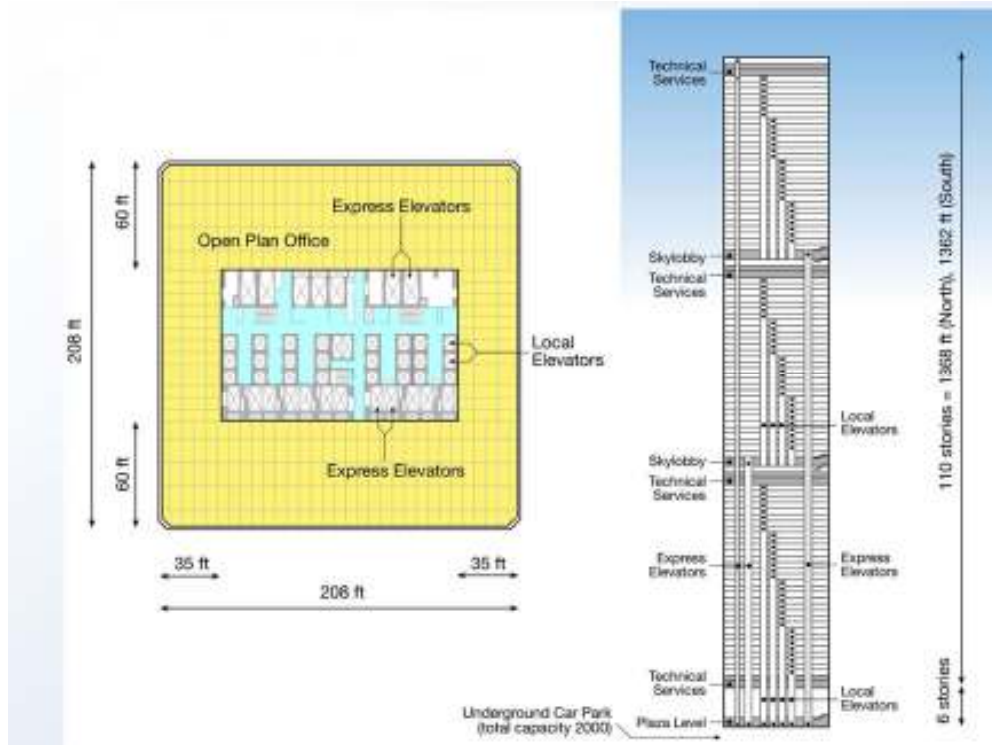 60 ft
208 ft
60 ft
Express Elevators
Open Plan Office
Local
Elevators
Express Elevators
35 ft
35 ft
208 ft
Technical
Services
Skylobby
Technical
Services
Local
Elevators
Skylobby
Technical
Services
Express
Elevators
Express
Elevators
Technical
Services
Local
Elevators
Underground Car Park
(total capacity 2000)
Plaza Level
110 stories = 1368 ft (North), 1362 ft (South)
6 stories